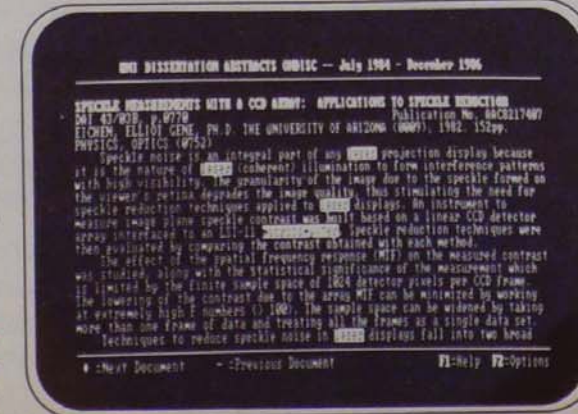 UMI DISSERTATION ABSTRACTS ONDISC -- July 1984 - December 1986
SPECKLE MEASUREMENTS WITH A CCD ARRAY: APPLICATIONS TO SPECKLE REDUCTION
DAI 43/03B, p.0770 Publication No. AAC8217407
EICHEN, ELLIOT GENE, PH.D. THE UNIVERSITY OF ARIZONA (0009), 1982. 152pp.
PHYSICS, OPTICS (0752)
Speckle noise is an integral part of any laser projection display because
it is the nature of laser (coherent) illumination to form interference patterns
with high visibility. The granularity of the image due to the speckle formed on
the viewer's retina degrades image quality, thus stimulating the need for
speckle reduction techniques applied to laser displays. An instrument to
measure image plane speckle contrast was built based on a linear CCD detector
array interfaced to an LSI-11 Speckle reduction techniques were
then evaluated by comparing the contrast obtained with each method.
The effect of the spatial frequency response (MTF) on the measured contrast
was studied, along with the statistical significance of the measurement which
is limited by the finite sample space of 1024 detector pixels per CCD frame.
The lowering of the contrast due to the array MTF can be minimized by working
at extremely high F numbers () 100). The sample space can be widened by taking
more than one frame of data and treating all the frames as a single data set.
Techniques to reduce speckle noise in laser displays fall into two broad
=Next Document =Previous Document F1=Help F2=Options